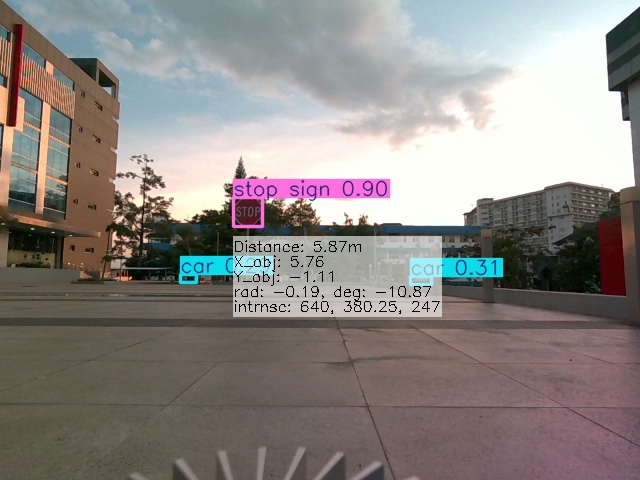 stop sign 0.90
STOP
Distance: 5.87m
X_obj: 5.76
car 0.31
Y_obj: -1.11
rad: -0.19, deg: -10.87
intrnsc: 640, 380.25, 247